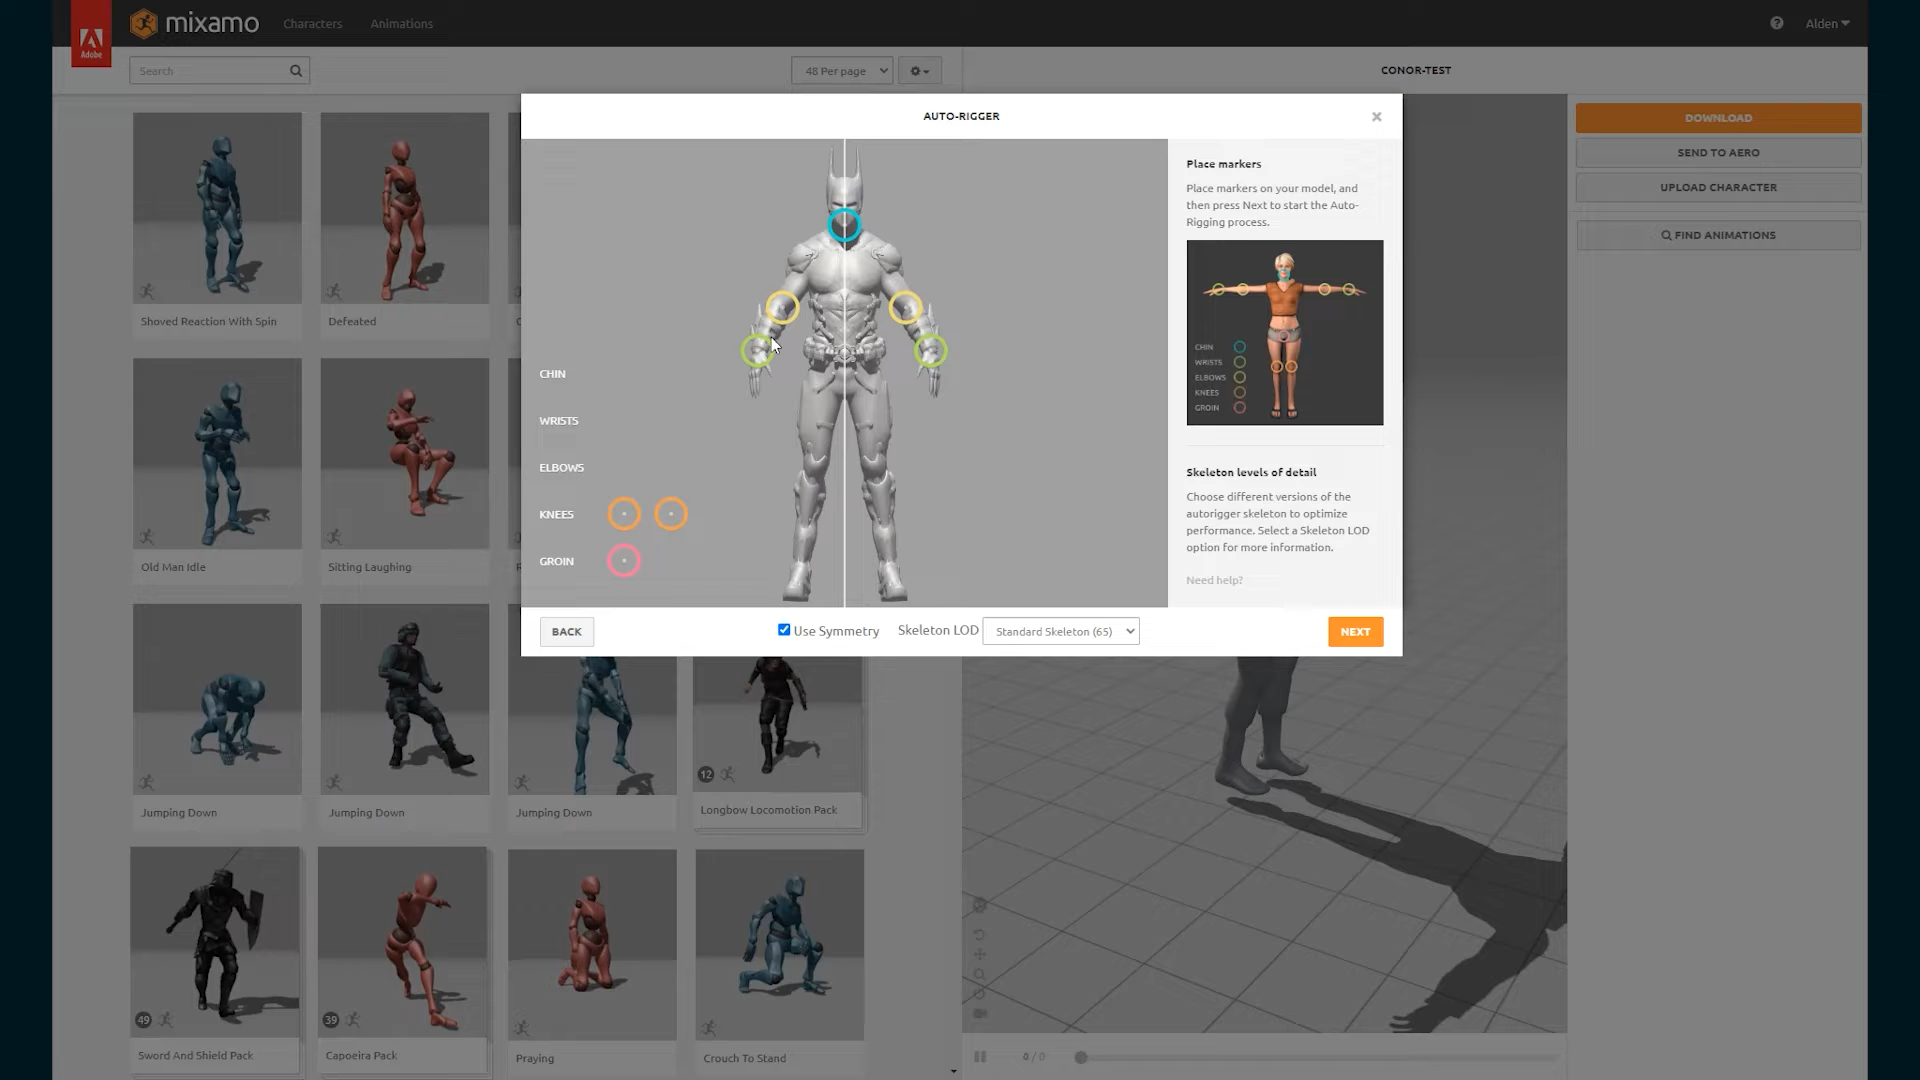 Adobe
mixamo
Characters
Animations
Alden
Search
48 Per page
CONOR-TEST
AUTO-RIGGER
DOWNLOAD
SEND TO AERO
UPLOAD CHARACTER
FIND ANIMATIONS
Place markers
Place markers on your model, and
then press Next to start the Auto-
Rigging process.
CHIN
WRISTS
ELBOWS
KNEES
GROIN
CHIN
WRISTS
ELBOWS
KNEES
GROIN
Skeleton levels of detail
Choose different versions of the
autorigger skeleton to optimize
performance. Select a Skeleton LOD
option for more information.
Need help?
BACK
Use Symmetry
Skeleton LOD
Standard Skeleton (65)
NEXT
Shoved Reaction With Spin
Defeated
Old Man Idle
Sitting Laughing
Jumping Down
Jumping Down
Jumping Down
12
Longbow Locomotion Pack
49
Sword And Shield Pack
39
Capoeira Pack
Praying
Crouch To Stand
0 / 0